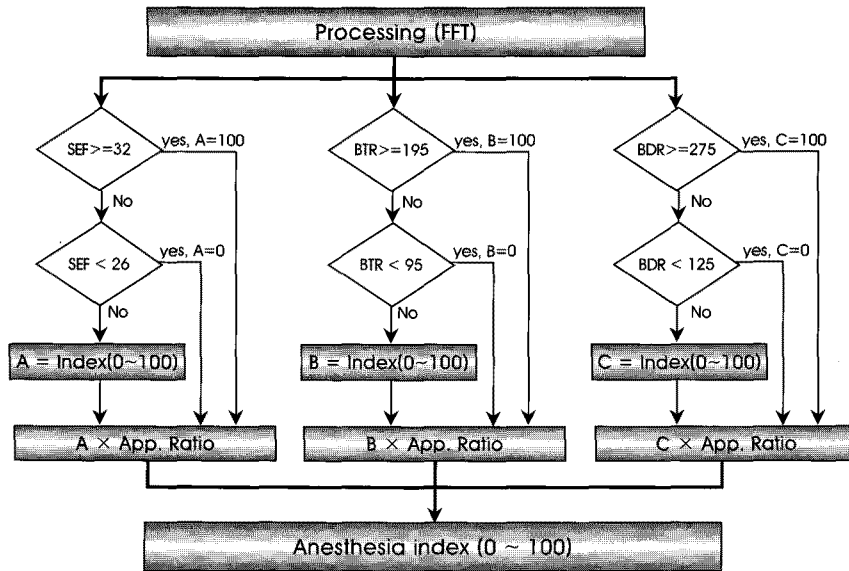 Processing (FFT)
SEF>=32
yes, A=100
BTR>=195
yes, B=100
BDR>=275
yes, C=100
No
No
No
SEF < 26
yes, A=0
BTR < 95
yes, B=0
BDR < 125
yes, C=0
No
No
No
A = Index(0~100)
B = Index(0~100)
C = Index(0~100)
A × App. Ratio
B × App. Ratio
C × App. Ratio
Anesthesia index (0 ~ 100)